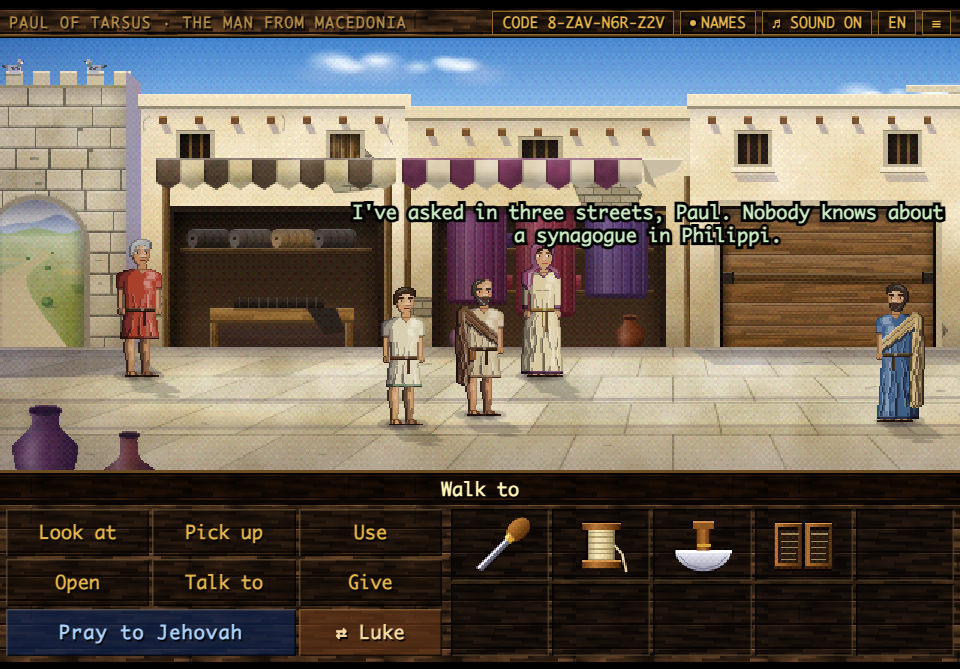 PAUL OF TARSUS · THE MAN FROM MACEDONIA
CODE 8-ZAV-N6R-Z2V
• NAMES
♬ SOUND ON
EN
≡
I've asked in three streets, Paul. Nobody knows about
a synagogue in Philippi.
Walk to
Look at
Pick up
Use
Open
Talk to
Give
Pray to Jehovah
⇄ Luke